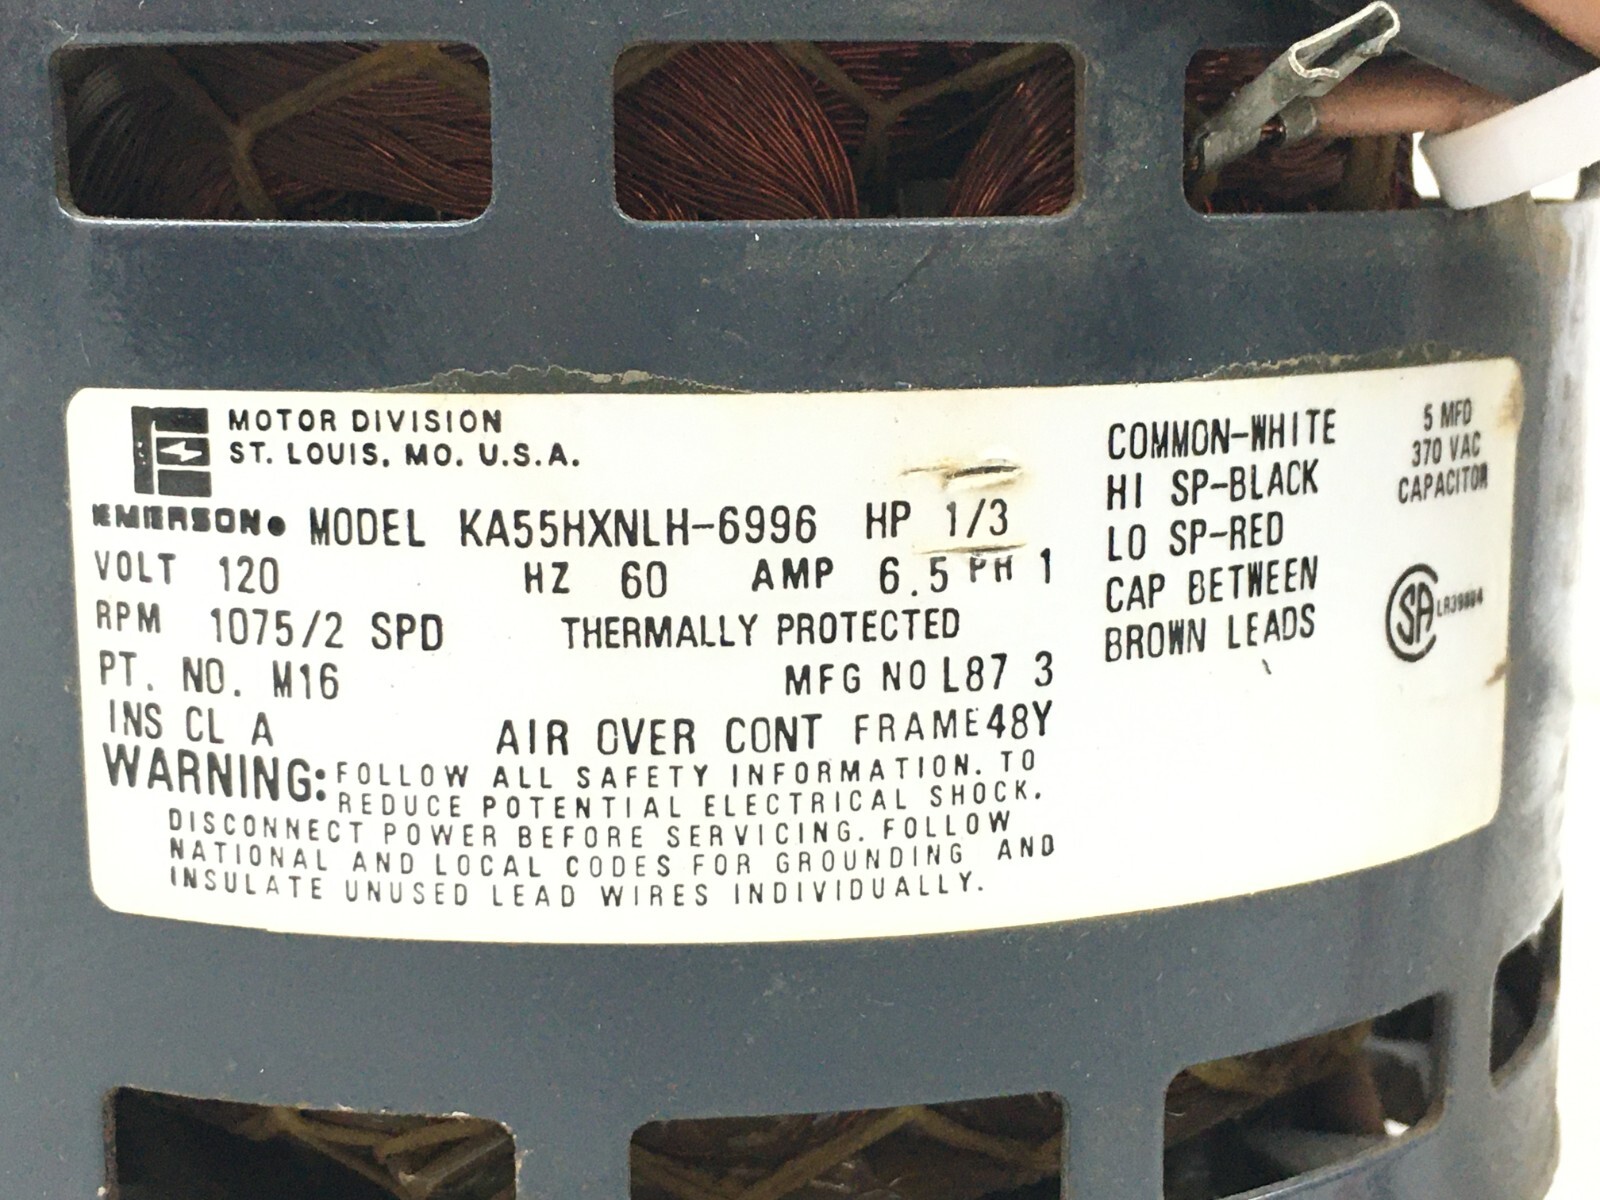 MOTOR DIVISION
ST. LOUIS, MO. U.S.A.
EMERSON® MODEL KA55HXNLH-6996 HP 1/3
VOLT 120 HZ 60 AMP 6.5 PH 1
RPM 1075/2 SPD THERMALLY PROTECTED
PT. NO. M16 MFG NO L87 3
INS CL A AIR OVER CONT FRAME 48Y
WARNING: FOLLOW ALL SAFETY INFORMATION. TO
REDUCE POTENTIAL ELECTRICAL SHOCK.
DISCONNECT POWER BEFORE SERVICING. FOLLOW
NATIONAL AND LOCAL CODES FOR GROUNDING AND
INSULATE UNUSED LEAD WIRES INDIVIDUALLY.
COMMON-WHITE
HI SP-BLACK
LO SP-RED
CAP BETWEEN
BROWN LEADS
5 MFD
370 VAC
CAPACITOR
SA